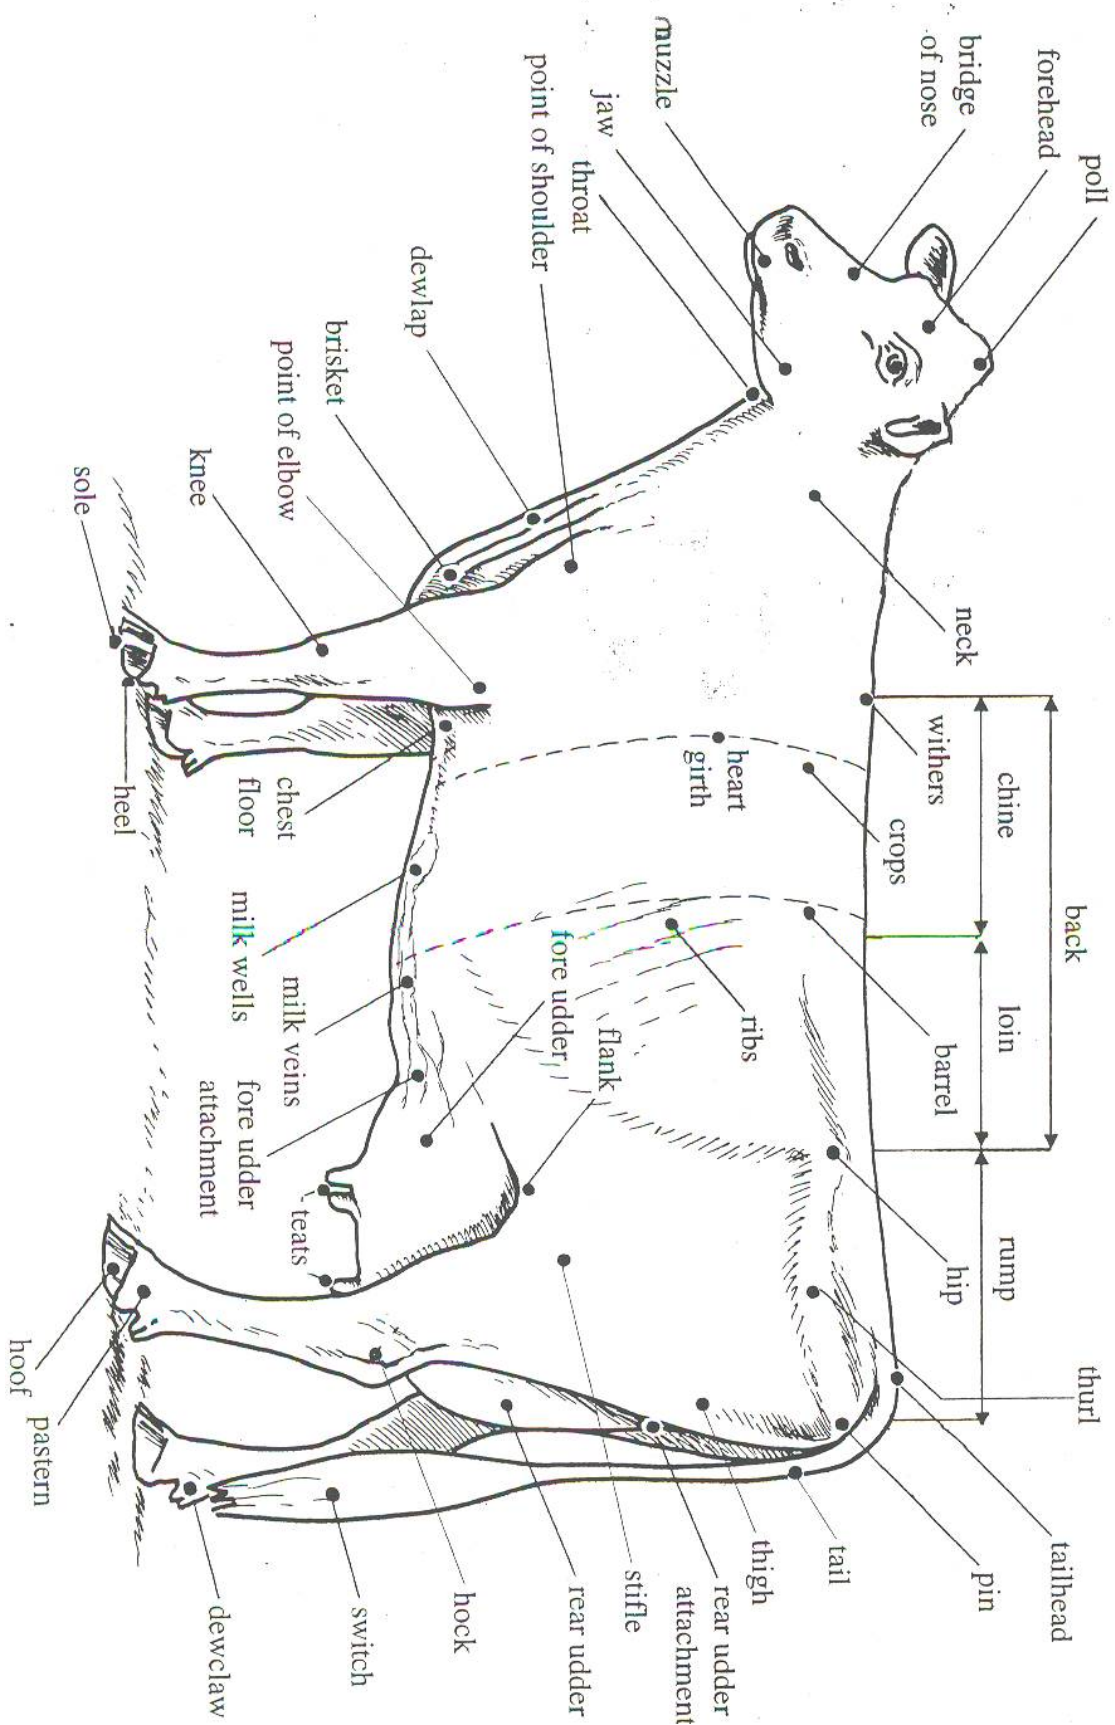 poll
forehead
bridge
of nose
muzzle
jaw
throat
point of shoulder
dewlap
brisket
point of elbow
knee
sole
heel
chest
floor
milk wells
milk veins
fore udder
attachment
teats
hoof
pastern
dewclaw
switch
hock
rear udder
stifle
rear udder
attachment
thigh
tail
pin
tailhead
thurl
hip
rump
loin
back
chine
withers
neck
heart
girth
crops
barrel
ribs
flank
fore udder